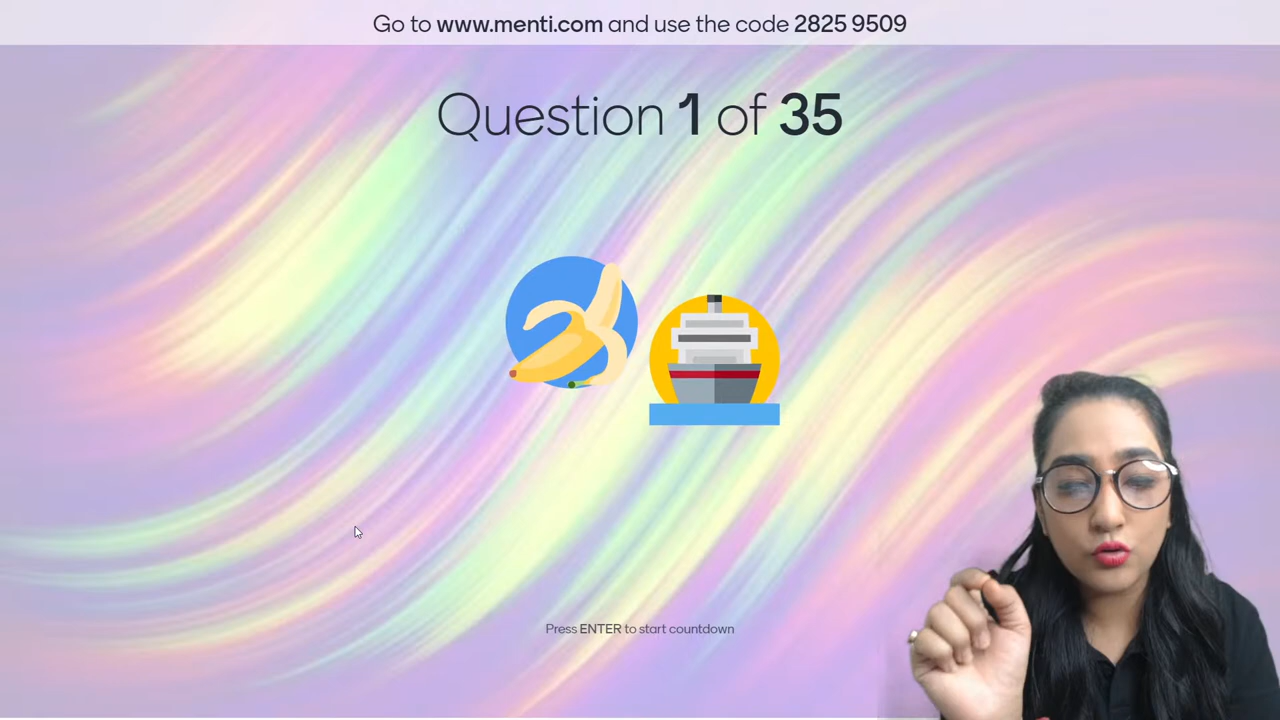 Go to www.menti.com and use the code 2825 9509
Question 1 of 35
Press ENTER to start countdown